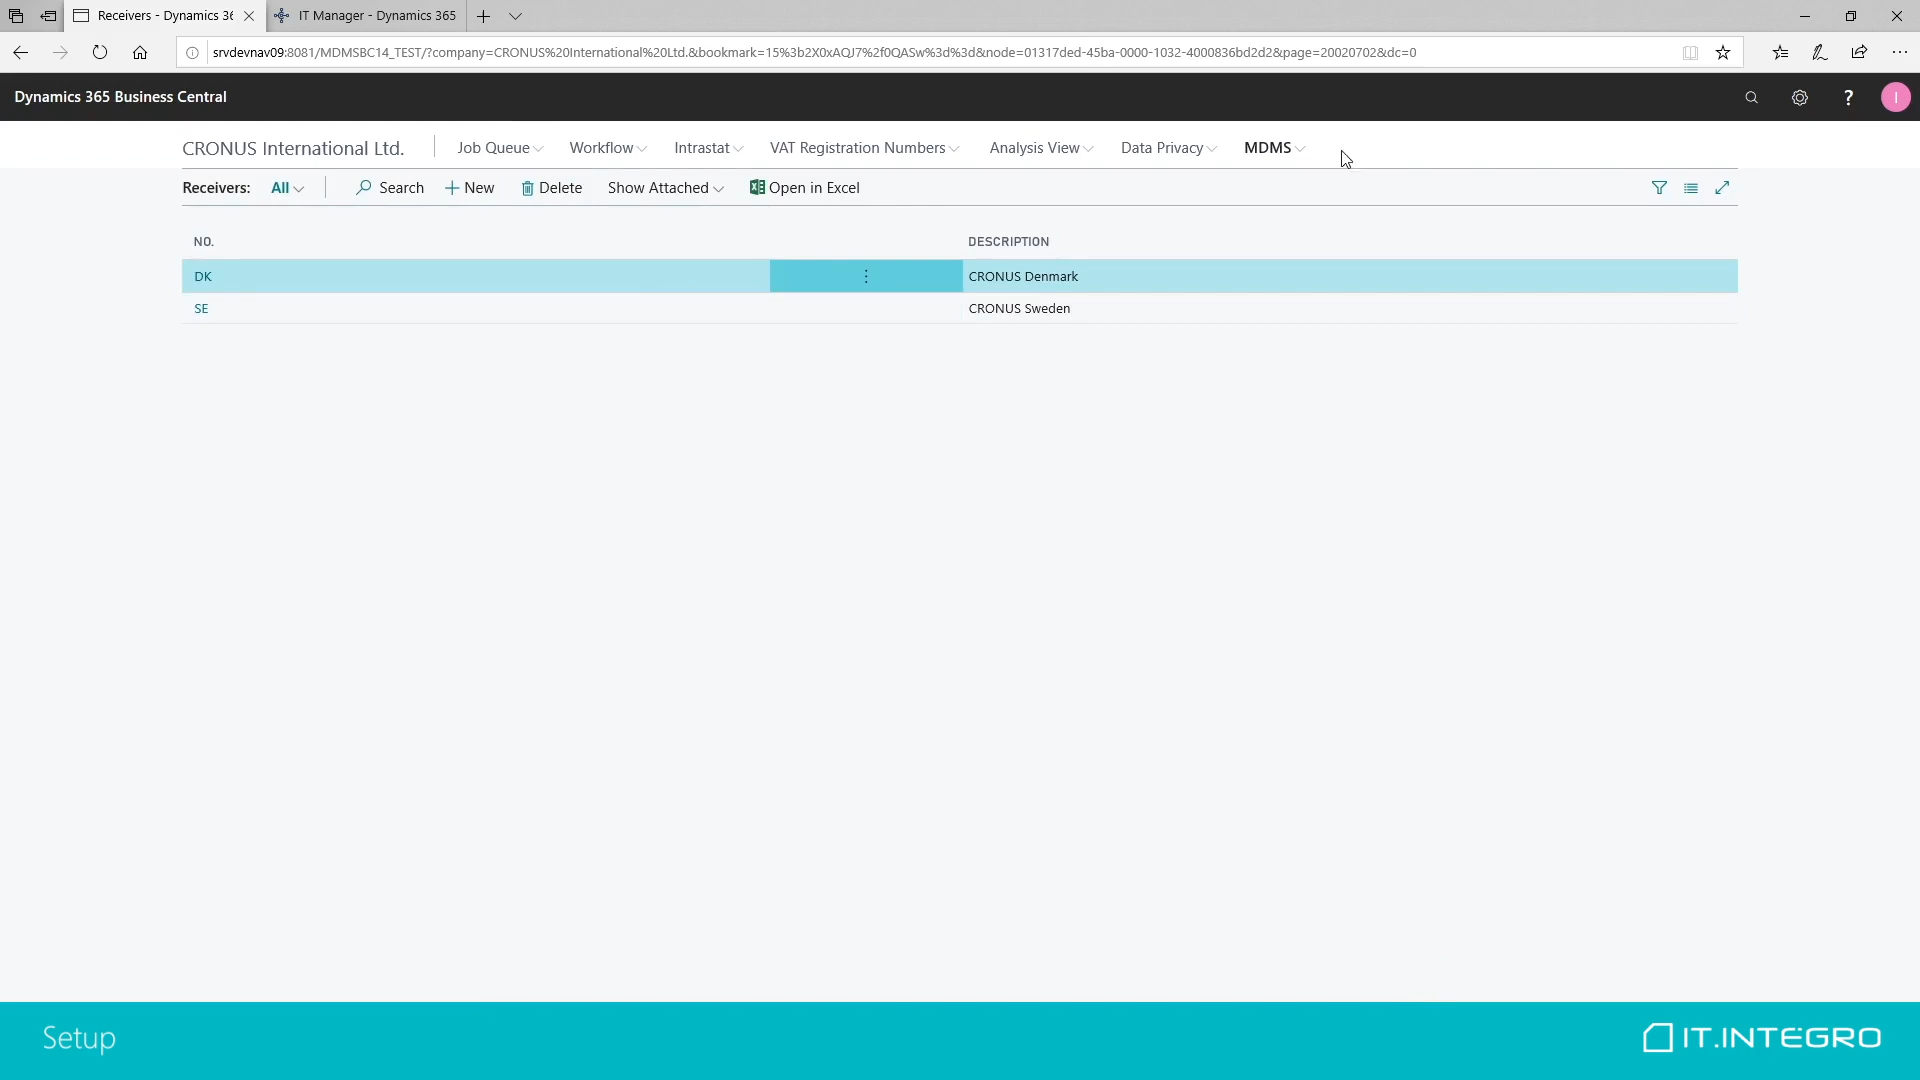 Receivers - Dynamics 36
IT Manager - Dynamics 365
srvdevnav09:8081/MDMSBC14_TEST/?company=CRONUS%20International%20Ltd.&bookmark=15%3b2X0xAQJ7%2f0QASw%3d%3d&node=01317ded-45ba-0000-1032-4000836bd2d2&page=20020702&dc=0
Dynamics 365 Business Central
?
I
CRONUS International Ltd.
Job Queue
Workflow
Intrastat
VAT Registration Numbers
Analysis View
Data Privacy
MDMS
Receivers:
All
Search
New
Delete
Show Attached
Open in Excel
NO.
DESCRIPTION
DK
CRONUS Denmark
SE
CRONUS Sweden
Setup
IT.INTEGRO